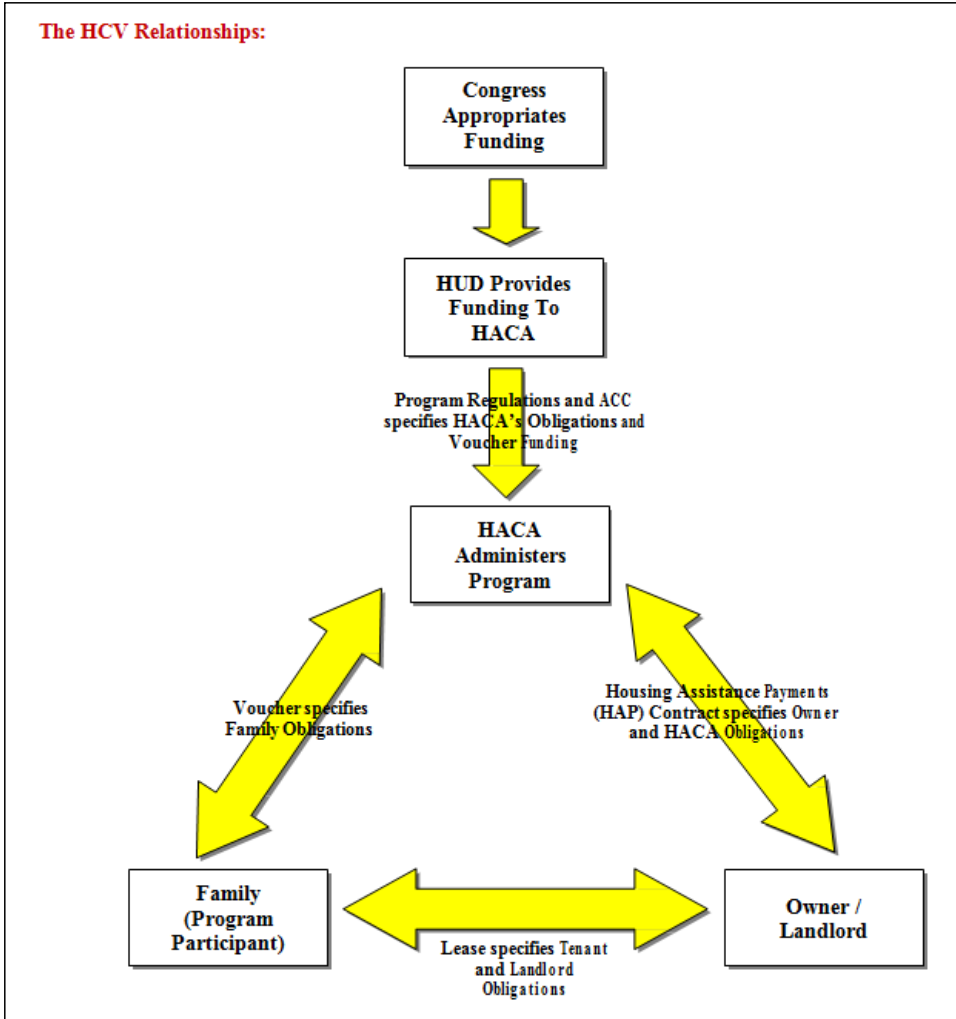 The HCV Relationships:
Congress
Appropriates
Funding
HUD Provides
Funding To
HACA
Program Regulations and ACC
specifies HACA's Obligations and
Voucher Funding
HACA
Administers
Program
Voucher specifies
Family Obligations
Housing Assistance Payments
(HAP) Contract specifies Owner
and HACA Obligations
Family
(Program
Participant)
Lease specifies Tenant
and Landlord
Obligations
Owner /
Landlord